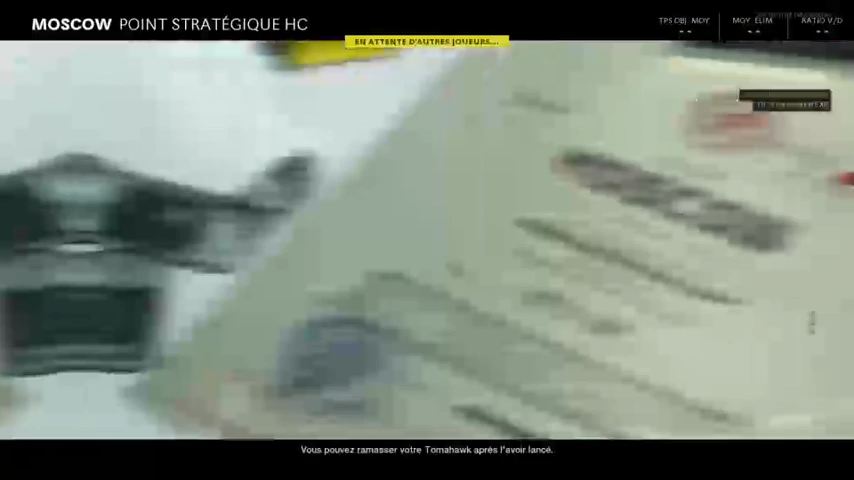 MOSCOW POINT STRATÉGIQUE HC
TPS OBJ. MOY
MOY. ÉLIM
RATIO V/D
EN ATTENTE D'AUTRES JOUEURS...
Vous pouvez ramasser votre Tomahawk après l'avoir lancé.